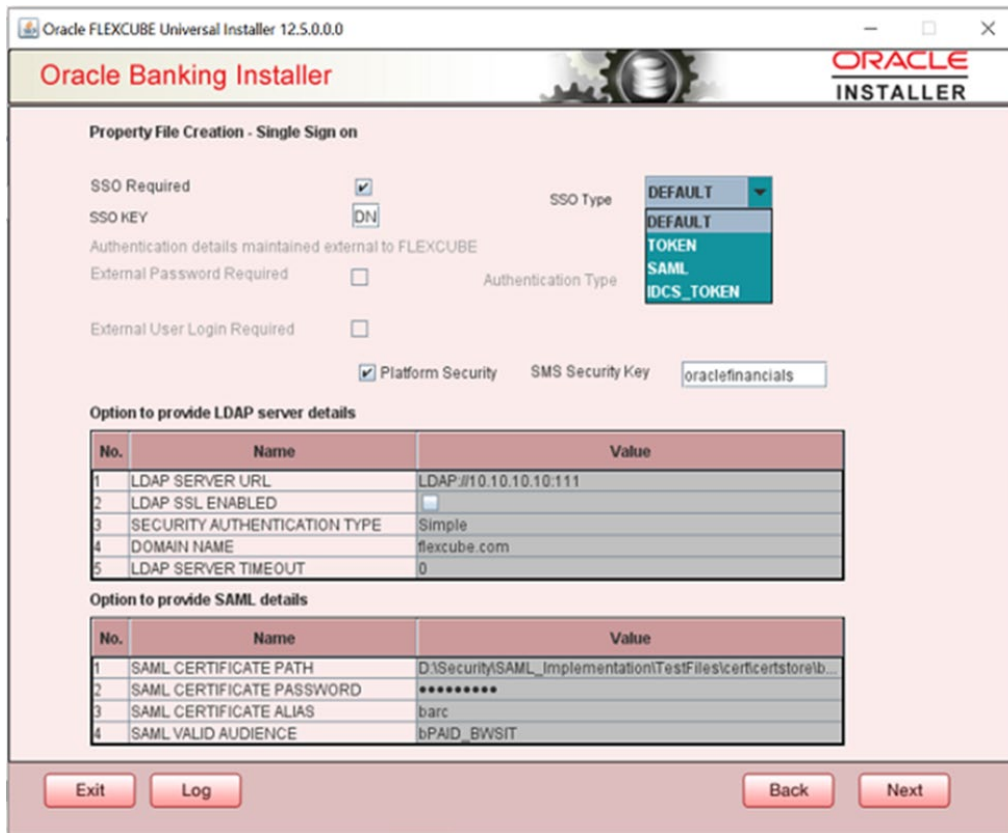 Oracle FLEXCUBE Universal Installer 12.5.0.0.0
Oracle Banking Installer
ORACLE
INSTALLER
Property File Creation - Single Sign on
SSO Required
SSO Type
DEFAULT
SSO KEY
DN
DEFAULT
TOKEN
SAML
IDCS_TOKEN
Authentication details maintained external to FLEXCUBE
External Password Required
Authentication Type
External User Login Required
Platform Security
SMS Security Key
oraclefinancials
Option to provide LDAP server details
No. Name Value
1 LDAP SERVER URL LDAP://10.10.10.10:111
2 LDAP SSL ENABLED
3 SECURITY AUTHENTICATION TYPE Simple
4 DOMAIN NAME flexcube.com
5 LDAP SERVER TIMEOUT 0
Option to provide SAML details
No. Name Value
1 SAML CERTIFICATE PATH D:\Security\SAML_Implementation\TestFiles\cert\certstore\b...
2 SAML CERTIFICATE PASSWORD •••••••••
3 SAML CERTIFICATE ALIAS barc
4 SAML VALID AUDIENCE bPAID_BWSIT
Exit Log Back Next